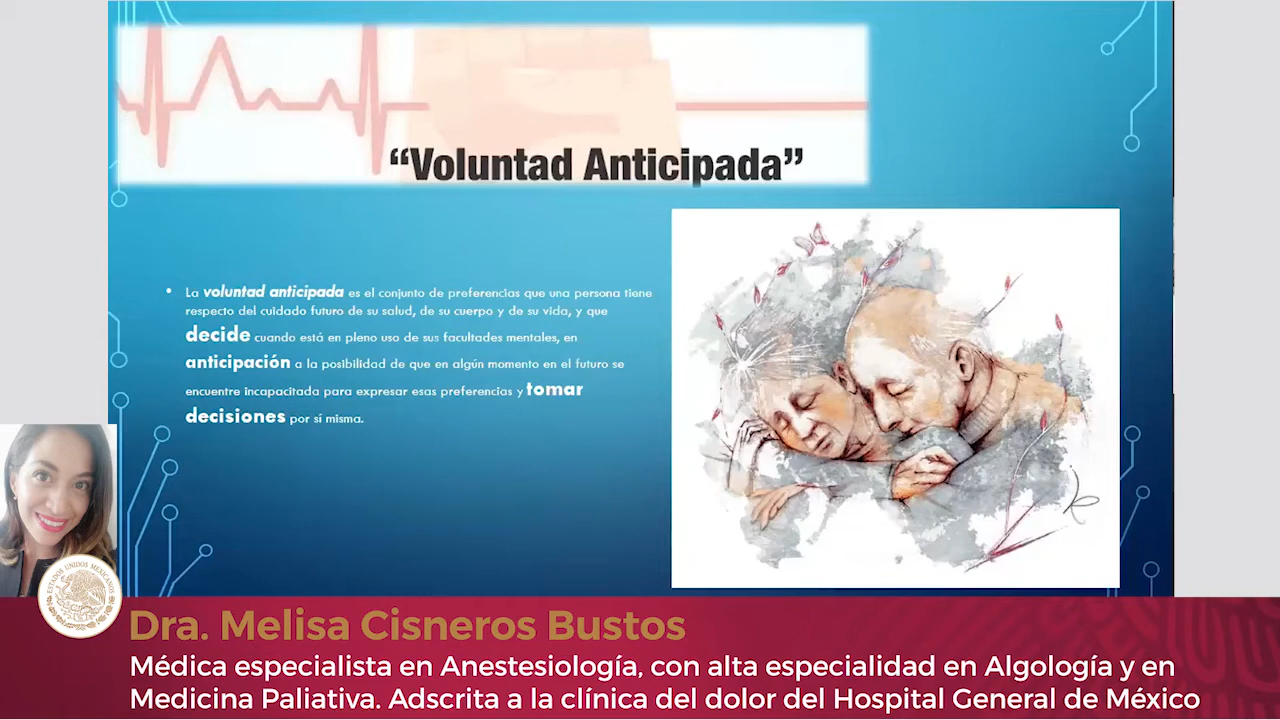 “Voluntad Anticipada”
• La voluntad anticipada es el conjunto de preferencias que una persona tiene
respecto del cuidado futuro de su salud, de su cuerpo y de su vida, y que
decide cuando está en pleno uso de sus facultades mentales, en
anticipación a la posibilidad de que en algún momento en el futuro se
encuentre incapacitada para expresar esas preferencias y tomar
decisiones por sí misma.
ESTADOS UNIDOS MEXICANOS
Dra. Melisa Cisneros Bustos
Médica especialista en Anestesiología, con alta especialidad en Algología y en
Medicina Paliativa. Adscrita a la clínica del dolor del Hospital General de México